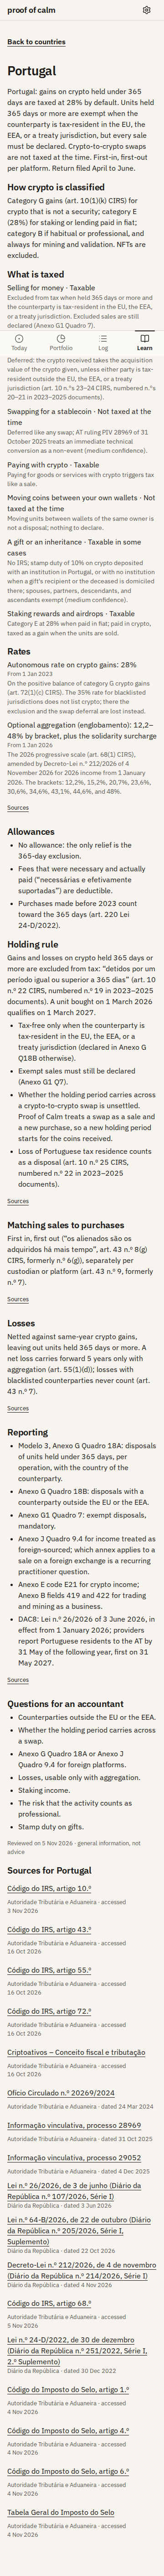 proof of calm
Back to countries
Portugal
Portugal: gains on crypto held under 365
days are taxed at 28% by default. Units held
365 days or more are exempt when the
counterparty is tax-resident in the EU, the
EEA, or a treaty jurisdiction, but every sale
must be declared. Crypto-to-crypto swaps
are not taxed at the time. First-in, first-out
per platform. Return filed April to June.
How crypto is classified
Category G gains (art. 10(1)(k) CIRS) for
crypto that is not a security; category E
(28%) for staking or lending paid in fiat;
category B if habitual or professional, and
always for mining and validation. NFTs are
excluded.
What is taxed
Selling for money · Taxable
Excluded from tax when held 365 days or more and
the counterparty is tax-resident in the EU, the EEA,
or a treaty jurisdiction. Excluded sales are still
declared (Anexo G1 Quadro 7).
Today
Portfolio
Log
Learn
Deferred: the crypto received takes the acquisition
value of the crypto given, unless either party is tax-
resident outside the EU, the EEA, or a treaty
jurisdiction (art. 10 n.ºs 23–24 CIRS, numbered n.ºs
20–21 in 2023–2025 documents).
Swapping for a stablecoin · Not taxed at the
time
Deferred like any swap; AT ruling PIV 28969 of 31
October 2025 treats an immediate technical
conversion as a non-event (medium confidence).
Paying with crypto · Taxable
Paying for goods or services with crypto triggers tax
like a sale.
Moving coins between your own wallets · Not
taxed at the time
Moving units between wallets of the same owner is
not a disposal; nothing to declare.
A gift or an inheritance · Taxable in some
cases
No IRS; stamp duty of 10% on crypto deposited
with an institution in Portugal, or with no institution
when a gift's recipient or the deceased is domiciled
there; spouses, partners, descendants, and
ascendants exempt (medium confidence).
Staking rewards and airdrops · Taxable
Category E at 28% when paid in fiat; paid in crypto,
taxed as a gain when the units are sold.
Rates
Autonomous rate on crypto gains: 28%
From 1 Jan 2023
On the positive balance of category G crypto gains
(art. 72(1)(c) CIRS). The 35% rate for blacklisted
jurisdictions does not list crypto; there the
exclusion and the swap deferral are lost instead.
Optional aggregation (englobamento): 12,2–
48% by bracket, plus the solidarity surcharge
From 1 Jan 2026
The 2026 progressive scale (art. 68(1) CIRS),
amended by Decreto-Lei n.º 212/2026 of 4
November 2026 for 2026 income from 1 January
2026. The brackets: 12,2%, 15,2%, 20,7%, 23,6%,
30,6%, 34,6%, 43,1%, 44,6%, and 48%.
Sources
Allowances
No allowance: the only relief is the
365-day exclusion.
Fees that were necessary and actually
paid (“necessárias e efetivamente
suportadas”) are deductible.
Purchases made before 2023 count
toward the 365 days (art. 220 Lei
24-D/2022).
Holding rule
Gains and losses on crypto held 365 days or
more are excluded from tax: “detidos por um
período igual ou superior a 365 dias” (art. 10
n.º 22 CIRS, numbered n.º 19 in 2023–2025
documents). A unit bought on 1 March 2026
qualifies on 1 March 2027.
Tax-free only when the counterparty is
tax-resident in the EU, the EEA, or a
treaty jurisdiction (declared in Anexo G
Q18B otherwise).
Exempt sales must still be declared
(Anexo G1 Q7).
Whether the holding period carries across
a crypto-to-crypto swap is unsettled.
Proof of Calm treats a swap as a sale and
a new purchase, so a new holding period
starts for the coins received.
Loss of Portuguese tax residence counts
as a disposal (art. 10 n.º 25 CIRS,
numbered n.º 22 in 2023–2025
documents).
Sources
Matching sales to purchases
First in, first out (“os alienados são os
adquiridos há mais tempo”, art. 43 n.º 8(g)
CIRS, formerly n.º 6(g)), separately per
custodian or platform (art. 43 n.º 9, formerly
n.º 7).
Sources
Losses
Netted against same-year crypto gains,
leaving out units held 365 days or more. A
net loss carries forward 5 years only with
aggregation (art. 55(1)(d)); losses with
blacklisted counterparties never count (art.
43 n.º 7).
Sources
Reporting
Modelo 3, Anexo G Quadro 18A: disposals
of units held under 365 days, per
operation, with the country of the
counterparty.
Anexo G Quadro 18B: disposals with a
counterparty outside the EU or the EEA.
Anexo G1 Quadro 7: exempt disposals,
mandatory.
Anexo J Quadro 9.4 for income treated as
foreign-sourced; which annex applies to a
sale on a foreign exchange is a recurring
practitioner question.
Anexo E code E21 for crypto income;
Anexo B fields 419 and 422 for trading
and mining as a business.
DAC8: Lei n.º 26/2026 of 3 June 2026, in
effect from 1 January 2026; providers
report Portuguese residents to the AT by
31 May of the following year, first on 31
May 2027.
Sources
Questions for an accountant
Counterparties outside the EU or the EEA.
Whether the holding period carries across
a swap.
Anexo G Quadro 18A or Anexo J
Quadro 9.4 for foreign platforms.
Losses, usable only with aggregation.
Staking income.
The risk that the activity counts as
professional.
Stamp duty on gifts.
Reviewed on 5 Nov 2026 · general information, not
advice
Sources for Portugal
Código do IRS, artigo 10.º
Autoridade Tributária e Aduaneira · accessed
3 Nov 2026
Código do IRS, artigo 43.º
Autoridade Tributária e Aduaneira · accessed
16 Oct 2026
Código do IRS, artigo 55.º
Autoridade Tributária e Aduaneira · accessed
16 Oct 2026
Código do IRS, artigo 72.º
Autoridade Tributária e Aduaneira · accessed
16 Oct 2026
Criptoativos – Conceito fiscal e tributação
Autoridade Tributária e Aduaneira · accessed
16 Oct 2026
Ofício Circulado n.º 20269/2024
Autoridade Tributária e Aduaneira · dated 24 Mar 2024
Informação vinculativa, processo 28969
Autoridade Tributária e Aduaneira · dated 31 Oct 2025
Informação vinculativa, processo 29052
Autoridade Tributária e Aduaneira · dated 4 Dec 2025
Lei n.º 26/2026, de 3 de junho (Diário da
República n.º 107/2026, Série I)
Diário da República · dated 3 Jun 2026
Lei n.º 64-B/2026, de 22 de outubro (Diário
da República n.º 205/2026, Série I,
Suplemento)
Diário da República · dated 22 Oct 2026
Decreto-Lei n.º 212/2026, de 4 de novembro
(Diário da República n.º 214/2026, Série I)
Diário da República · dated 4 Nov 2026
Código do IRS, artigo 68.º
Autoridade Tributária e Aduaneira · accessed
5 Nov 2026
Lei n.º 24-D/2022, de 30 de dezembro
(Diário da República n.º 251/2022, Série I,
2.º Suplemento)
Diário da República · dated 30 Dec 2022
Código do Imposto do Selo, artigo 1.º
Autoridade Tributária e Aduaneira · accessed
4 Nov 2026
Código do Imposto do Selo, artigo 4.º
Autoridade Tributária e Aduaneira · accessed
4 Nov 2026
Código do Imposto do Selo, artigo 6.º
Autoridade Tributária e Aduaneira · accessed
4 Nov 2026
Tabela Geral do Imposto do Selo
Autoridade Tributária e Aduaneira · accessed
4 Nov 2026